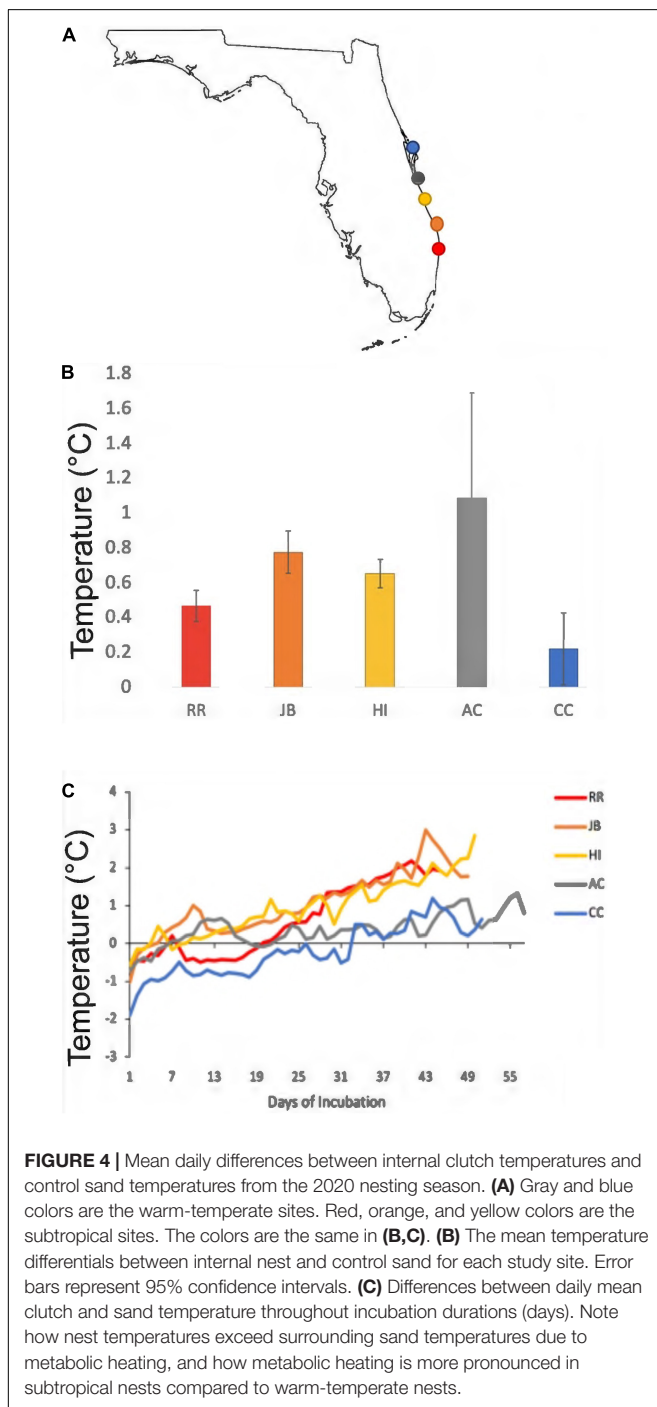 A
B
Temperature (°C)
1.8
1.6
1.4
1.2
1
0.8
0.6
0.4
0.2
0
RR JB HI AC CC
C
Temperature (°C)
4
3
2
1
0
-1
-2
-3
1 7 13 19 25 31 37 43 49 55
Days of Incubation
RR
JB
HI
AC
CC
FIGURE 4 | Mean daily differences between internal clutch temperatures and
control sand temperatures from the 2020 nesting season. (A) Gray and blue
colors are the warm-temperate sites. Red, orange, and yellow colors are the
subtropical sites. The colors are the same in (B,C). (B) The mean temperature
differentials between internal nest and control sand for each study site. Error
bars represent 95% confidence intervals. (C) Differences between daily mean
clutch and sand temperature throughout incubation durations (days). Note
how nest temperatures exceed surrounding sand temperatures due to
metabolic heating, and how metabolic heating is more pronounced in
subtropical nests compared to warm-temperate nests.